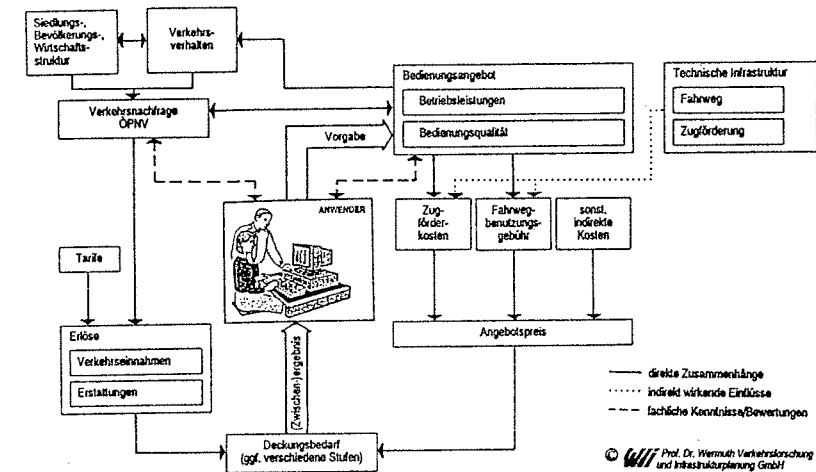 Siedlungs-,
Bevölkerungs-,
Wirtschafts-
struktur
Verkehrs-
verhalten
Verkehrsnachfrage
ÖPNV
Bedienungsangebot
Betriebsleistungen
Bedienungsqualität
Technische Infrastruktur
Fahrweg
Zugförderung
Vorgabe
ANWENDER
Zug-
förder-
kosten
Fahrweg-
benutzungs-
gebühr
sonst.
indirekte
Kosten
Tarife
Erlöse
Verkehrseinnahmen
Erstattungen
(Zwischen-)ergebnis
Angebotspreis
Deckungsbedarf
(ggf. verschiedene Stufen)
direkte Zusammenhänge
indirekt wirkende Einflüsse
fachliche Kenntnisse/Bewertungen
© WVI Prof. Dr. Wermuth Verkehrsforschung
und Infrastrukturplanung GmbH